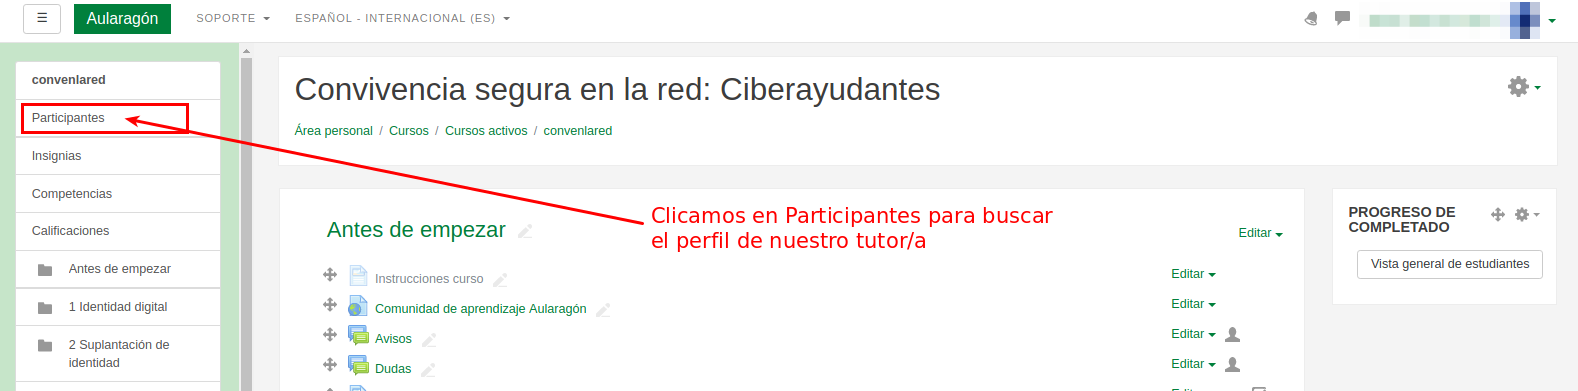 ☰ Aularagón SOPORTE ESPAÑOL - INTERNACIONAL (ES)
convenlared
Participantes
Insignias
Competencias
Calificaciones
Antes de empezar
1 Identidad digital
2 Suplantación de
identidad
Convivencia segura en la red: Ciberayudantes
Área personal / Cursos / Cursos activos / convenlared
Clicamos en Participantes para buscar
el perfil de nuestro tutor/a
Antes de empezar Editar
Instrucciones curso Editar
Comunidad de aprendizaje Aularagón Editar
Avisos Editar
Dudas Editar
PROGRESO DE
COMPLETADO
Vista general de estudiantes